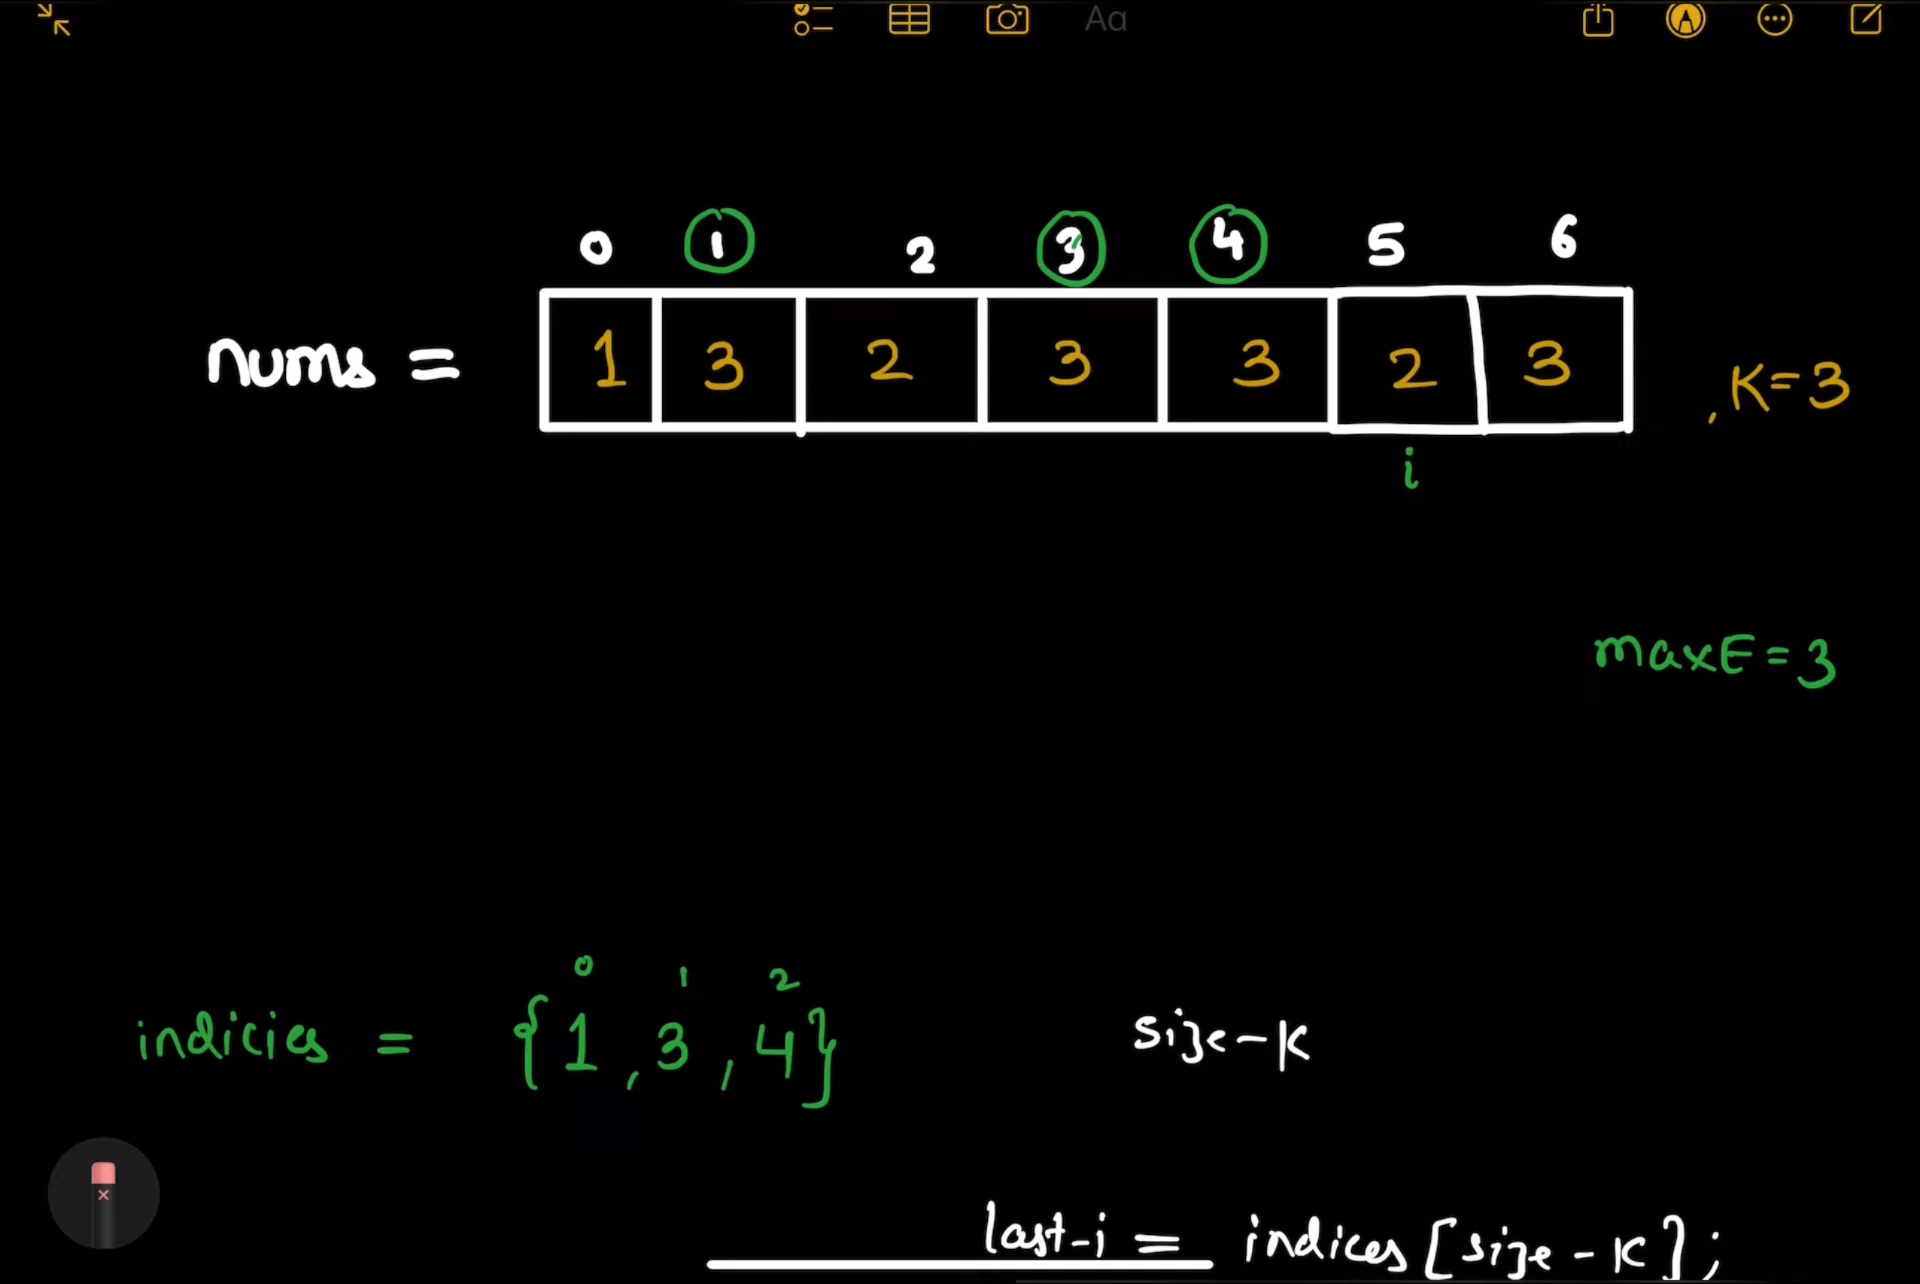 Aa
0 1 2 3 4 5 6
nums = 1 3 2 3 3 2 3 , K=3
i
maxE = 3
0 1 2
indicies = {1, 3, 4} size-K
last-i = indices [size - K];